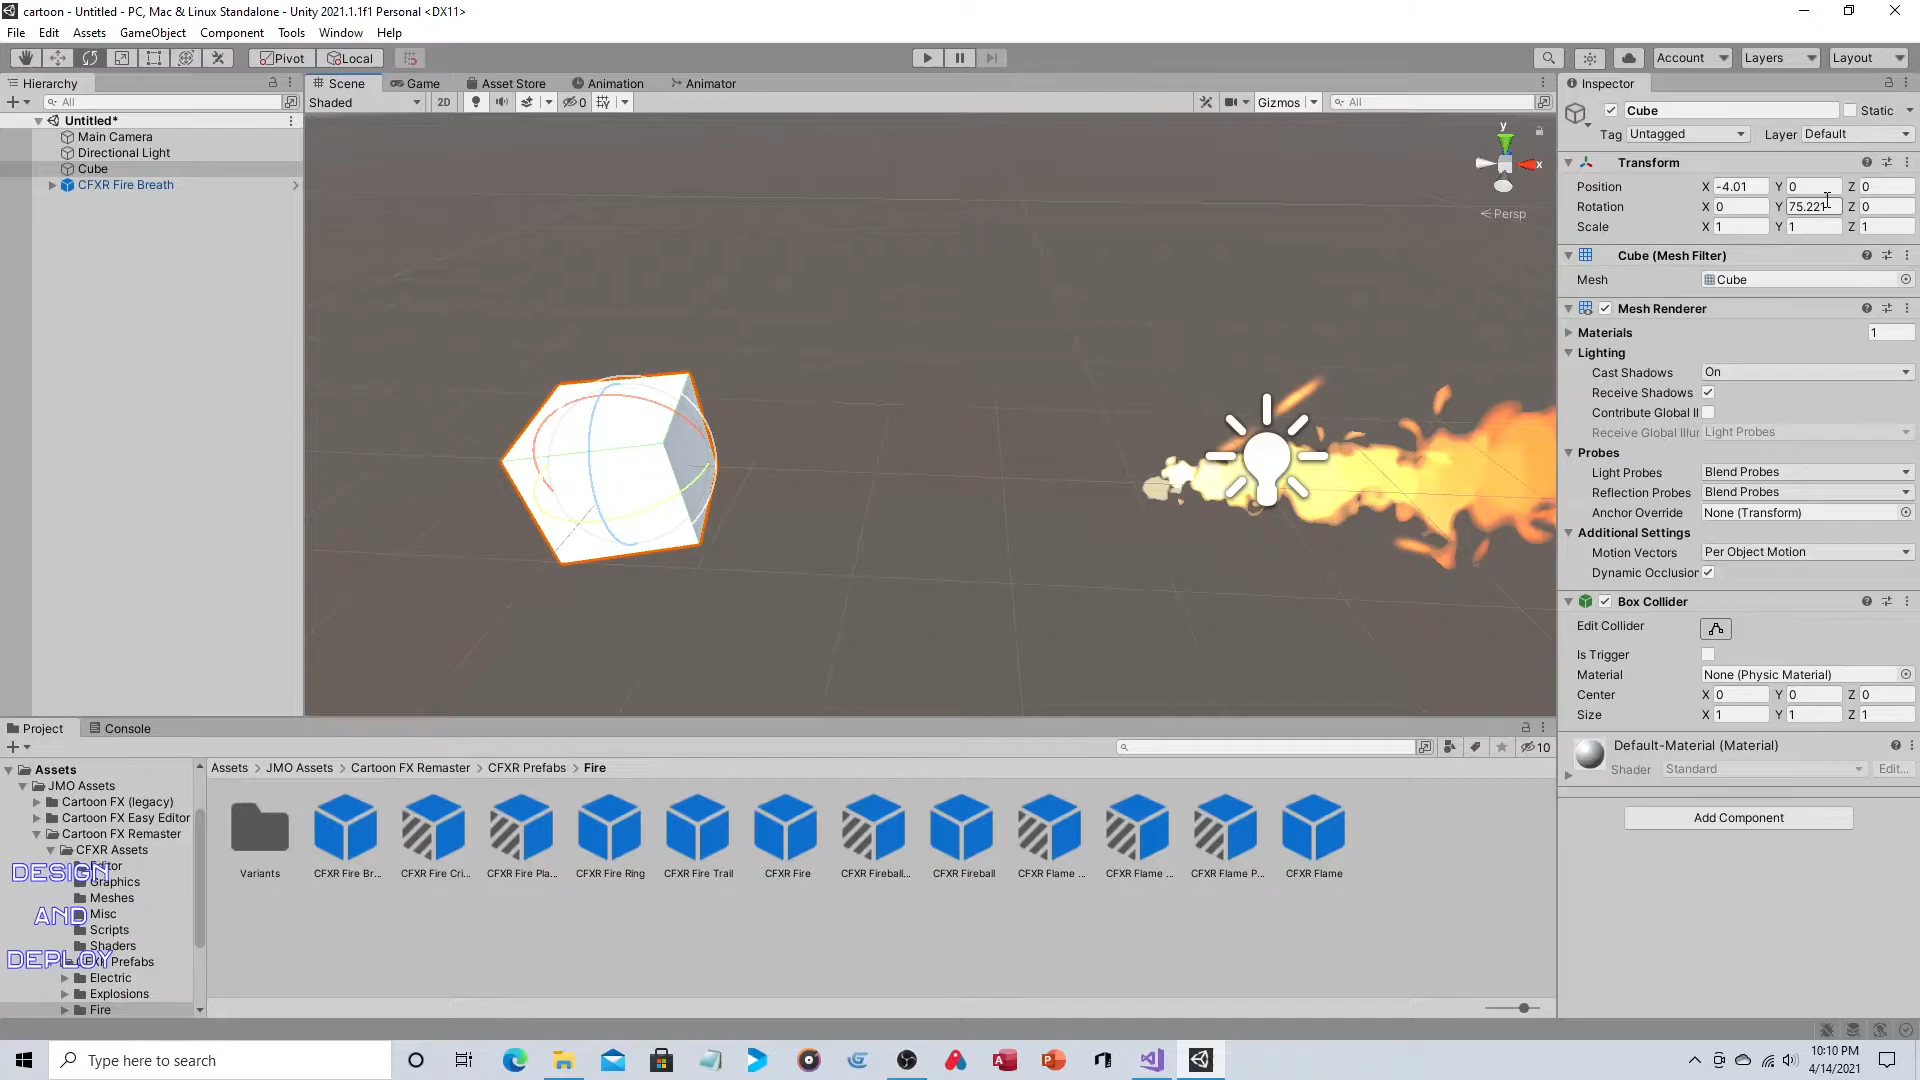 cartoon - Untitled - PC, Mac & Linux Standalone - Unity 2021.1.1f1 Personal <DX11>
File Edit Assets GameObject Component Tools Window Help
Pivot Local Account Layers Layout
Hierarchy
All
Untitled*
Main Camera
Directional Light
Cube
CFXR Fire Breath
Scene Game Asset Store Animation Animator
Shaded 2D 0 Gizmos All
y
x
Persp
Inspector
Cube Static
Tag Untagged Layer Default
Transform
Position X -4.01 Y 0 Z 0
Rotation X 0 Y 75.221 Z 0
Scale X 1 Y 1 Z 1
Cube (Mesh Filter)
Mesh Cube
Mesh Renderer
Materials 1
Lighting
Cast Shadows On
Receive Shadows
Contribute Global Il
Receive Global Illur Light Probes
Probes
Light Probes Blend Probes
Reflection Probes Blend Probes
Anchor Override None (Transform)
Additional Settings
Motion Vectors Per Object Motion
Dynamic Occlusion
Box Collider
Edit Collider
Is Trigger
Material None (Physic Material)
Center X 0 Y 0 Z 0
Size X 1 Y 1 Z 1
Default-Material (Material)
Shader Standard Edit...
Add Component
Project Console
10
Assets
JMO Assets
Cartoon FX (legacy)
Cartoon FX Easy Editor
Cartoon FX Remaster
CFXR Assets
Editor
Graphics
Meshes
Misc
Scripts
Shaders
CFXR Prefabs
Electric
Explosions
Fire
DESIGN
AND
DEPLOY
Assets > JMO Assets > Cartoon FX Remaster > CFXR Prefabs > Fire
Variants CFXR Fire Br... CFXR Fire Cri... CFXR Fire Pla... CFXR Fire Ring CFXR Fire Trail CFXR Fire CFXR Fireball... CFXR Fireball CFXR Flame ... CFXR Flame ... CFXR Flame P... CFXR Flame
Type here to search
10:10 PM
4/14/2021